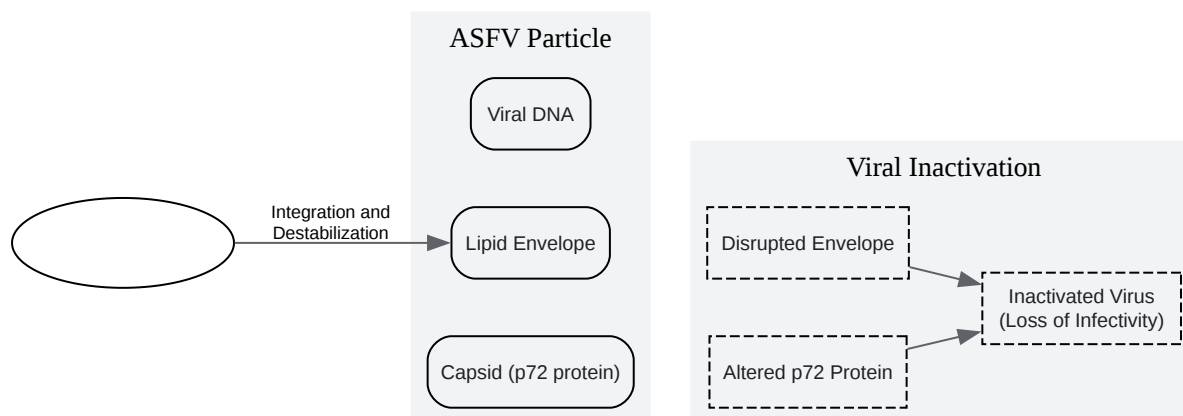 ASFV Particle
Viral DNA
Integration and
Destabilization
Lipid Envelope
Capsid (p72 protein)
Viral Inactivation
Disrupted Envelope
Altered p72 Protein
Inactivated Virus
(Loss of Infectivity)